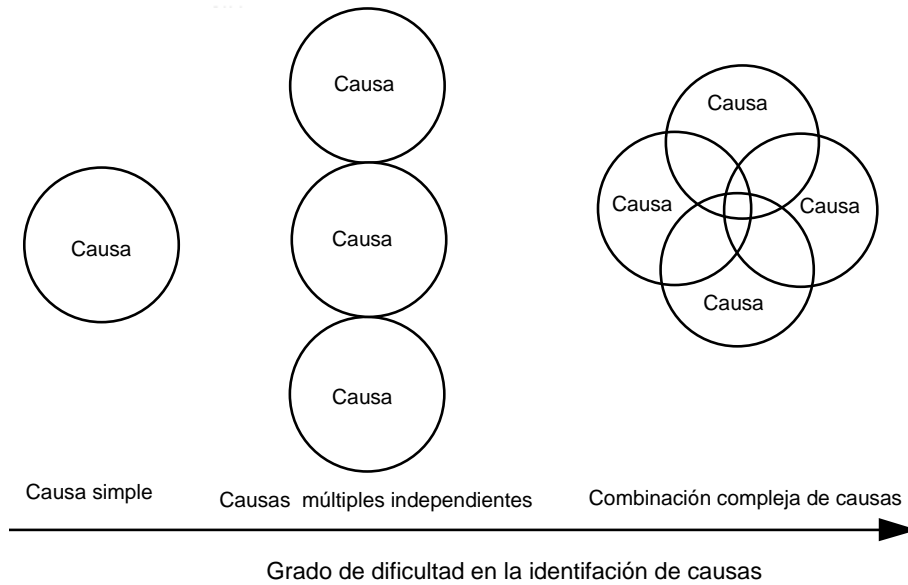 Causa
Causa
Causa
Causa
Causa
Causa
Causa
Causa
Causa simple
Causas múltiples independientes
Combinación compleja de causas
Grado de dificultad en la identifación de causas